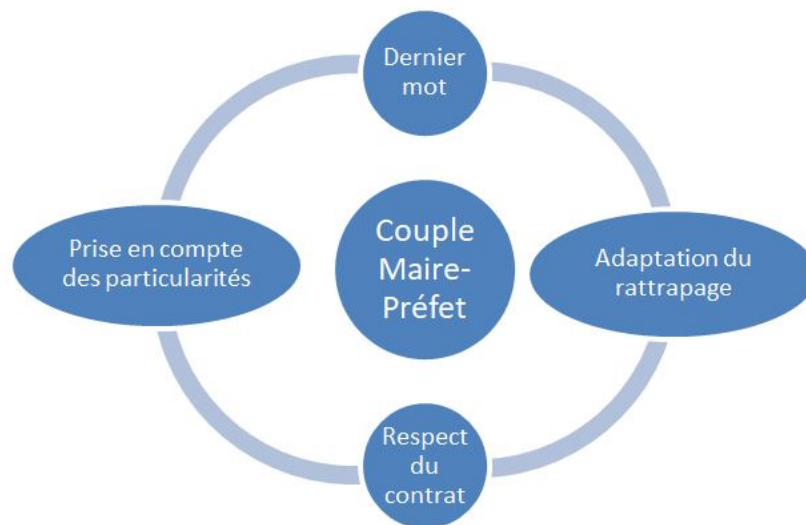 Dernier
mot
Prise en compte
des particularités
Couple
Maire-
Préfet
Adaptation du
rattrapage
Respect
du
contrat